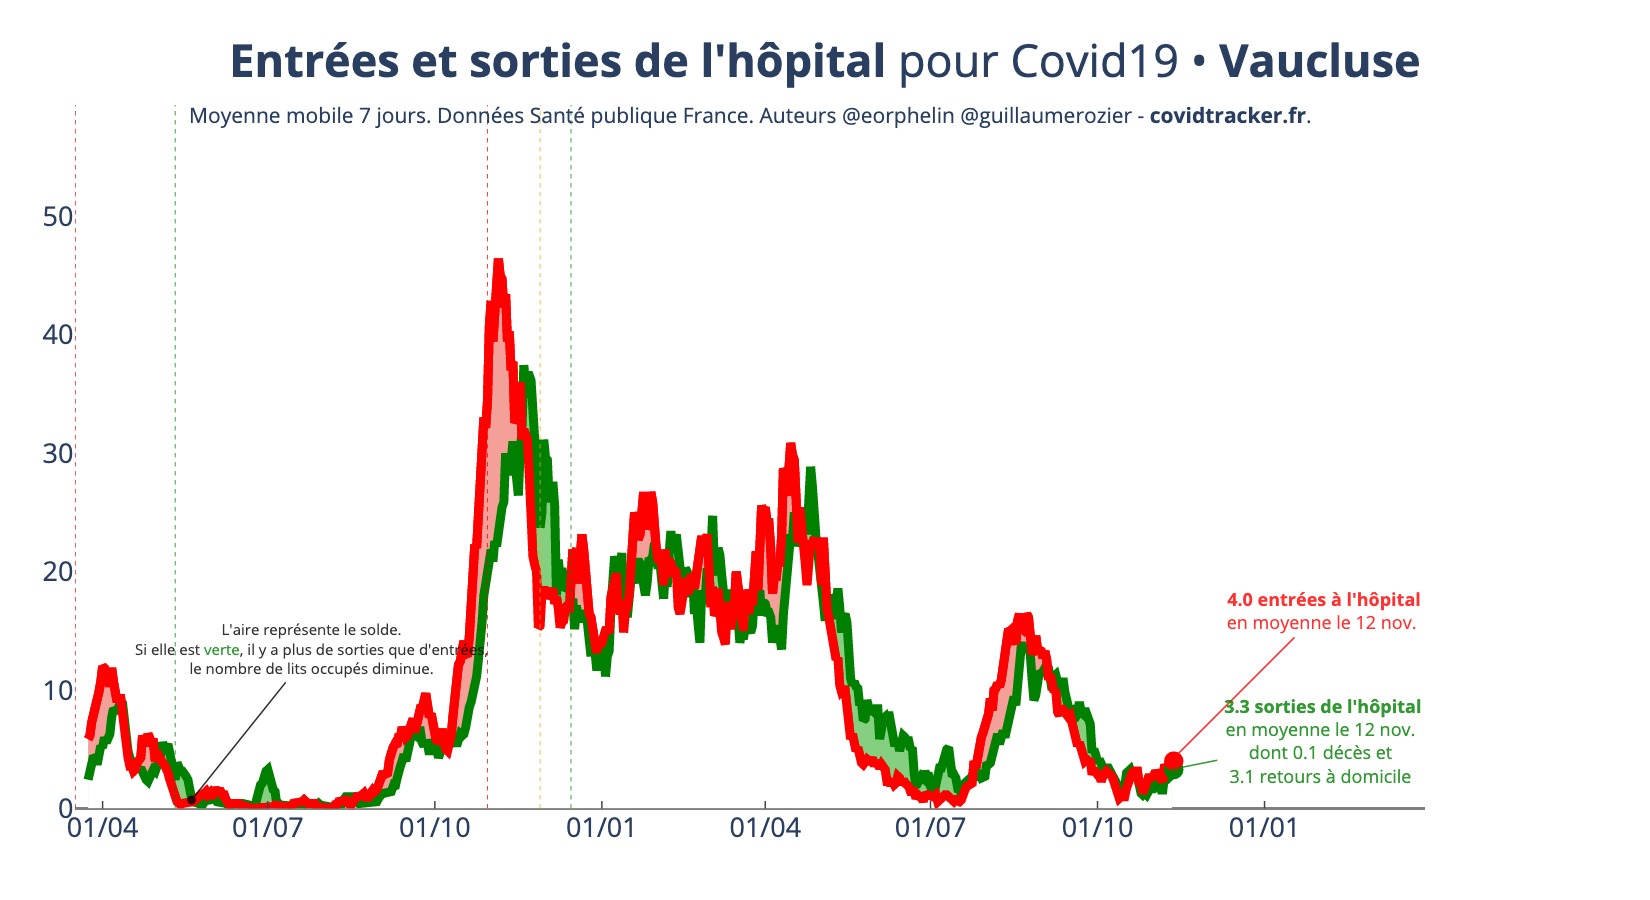 Entrées et sorties de l'hôpital pour Covid19 • Vaucluse
Moyenne mobile 7 jours. Données Santé publique France. Auteurs @eorphelin @guillaumerozier - covidtracker.fr.
50
40
30
20
10
0
L'aire représente le solde.
Si elle est verte, il y a plus de sorties que d'entrées,
le nombre de lits occupés diminue.
4.0 entrées à l'hôpital
en moyenne le 12 nov.
3.3 sorties de l'hôpital
en moyenne le 12 nov.
dont 0.1 décès et
3.1 retours à domicile
01/04 01/07 01/10 01/01 01/04 01/07 01/10 01/01